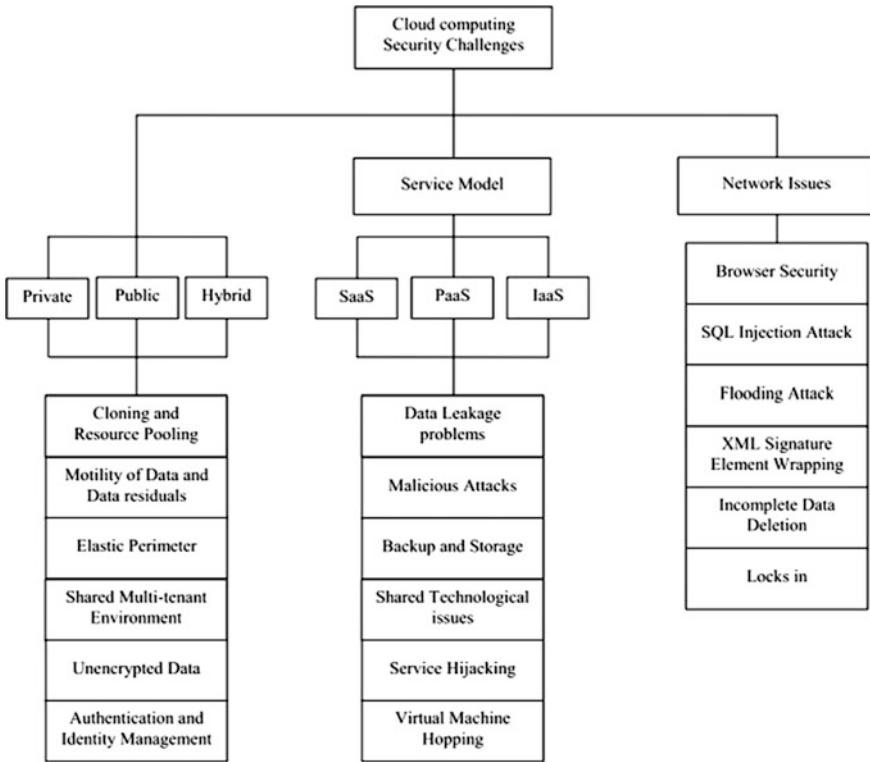 Cloud computing
Security Challenges
Service Model
Network Issues
Private
Public
Hybrid
SaaS
PaaS
IaaS
Cloning and
Resource Pooling
Motility of Data and
Data residuals
Elastic Perimeter
Shared Multi-tenant
Environment
Unencrypted Data
Authentication and
Identity Management
Data Leakage
problems
Malicious Attacks
Backup and Storage
Shared Technological
issues
Service Hijacking
Virtual Machine
Hopping
Browser Security
SQL Injection Attack
Flooding Attack
XML Signature
Element Wrapping
Incomplete Data
Deletion
Locks in